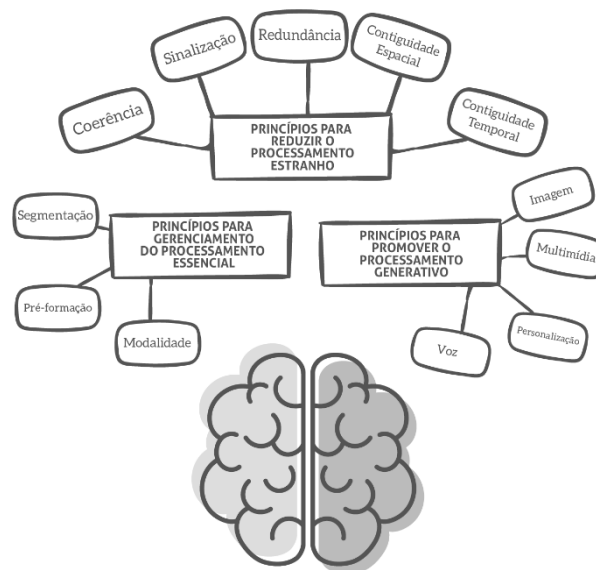 Coerência
Sinalização
Redundância
Contiguidade
Espacial
Contiguidade
Temporal
PRINCÍPIOS PARA
REDUZIR O
PROCESSAMENTO
ESTRANHO
Segmentação
Pré-formação
Modalidade
PRINCÍPIOS PARA
GERENCIAMENTO
DO PROCESSAMENTO
ESSENCIAL
PRINCÍPIOS PARA
PROMOVER O
PROCESSAMENTO
GENERATIVO
Imagem
Multimídia
Personalização
Voz